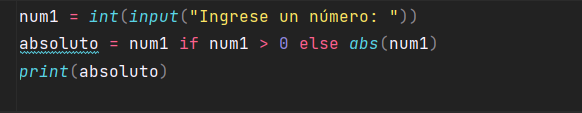 num1 = int(input("Ingrese un número: "))
absoluto = num1 if num1 > 0 else abs(num1)
print(absoluto)